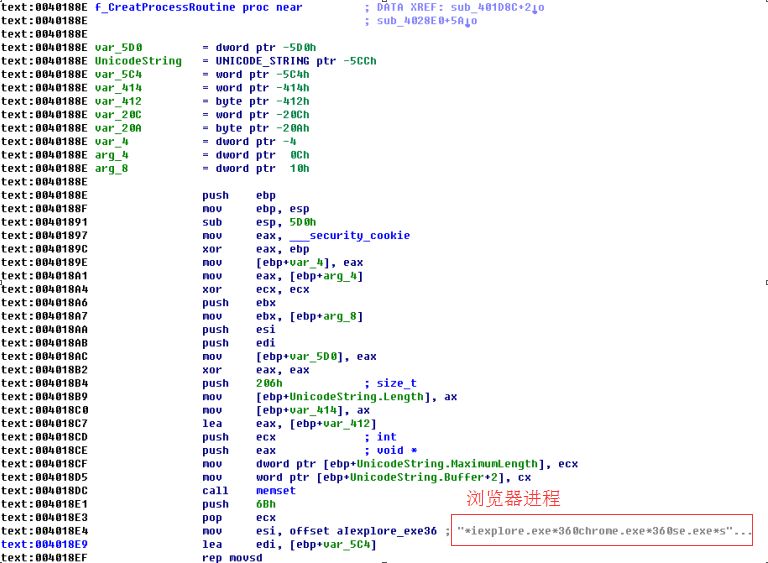 text:0040188E f_CreatProcessRoutine proc near ; DATA XREF: sub_401D8C+2↓o
text:0040188E ; sub_4028E0+5A↓o
text:0040188E
text:0040188E var_5D0 = dword ptr -5D0h
text:0040188E UnicodeString = UNICODE_STRING ptr -5CCh
text:0040188E var_5C4 = word ptr -5C4h
text:0040188E var_414 = word ptr -414h
text:0040188E var_412 = byte ptr -412h
text:0040188E var_20C = word ptr -20Ch
text:0040188E var_20A = byte ptr -20Ah
text:0040188E var_4 = dword ptr -4
text:0040188E arg_4 = dword ptr 0Ch
text:0040188E arg_8 = dword ptr 10h
text:0040188E
text:0040188E push ebp
text:0040188F mov ebp, esp
text:00401891 sub esp, 5D0h
text:00401897 mov eax, ___security_cookie
text:0040189C xor eax, ebp
text:0040189E mov [ebp+var_4], eax
text:004018A1 mov eax, [ebp+arg_4]
text:004018A4 xor ecx, ecx
text:004018A6 push ebx
text:004018A7 mov ebx, [ebp+arg_8]
text:004018AA push esi
text:004018AB push edi
text:004018AC mov [ebp+var_5D0], eax
text:004018B2 xor eax, eax
text:004018B4 push 206h ; size_t
text:004018B9 mov [ebp+UnicodeString.Length], ax
text:004018C0 mov [ebp+var_414], ax
text:004018C7 lea eax, [ebp+var_412]
text:004018CD push ecx ; int
text:004018CE push eax ; void *
text:004018CF mov dword ptr [ebp+UnicodeString.MaximumLength], ecx
text:004018D5 mov word ptr [ebp+UnicodeString.Buffer+2], cx
text:004018DC call memset
浏览器进程
text:004018E1 push 6Bh
text:004018E3 pop ecx
text:004018E4 mov esi, offset aIexplore_exe36 ; "*iexplore.exe*360chrome.exe*360se.exe*s"...
text:004018E9 lea edi, [ebp+var_5C4]
text:004018EF rep movsd